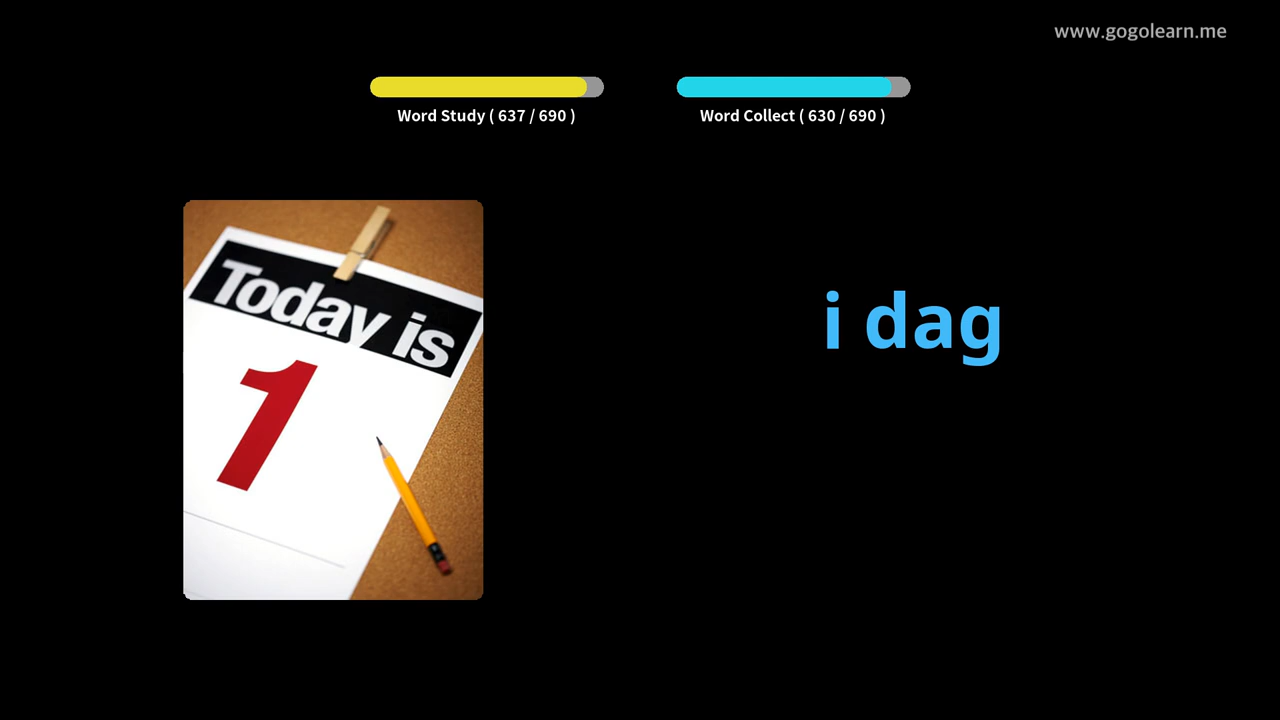 www.gogolearn.me
Word Study ( 637 / 690 )
Word Collect ( 630 / 690 )
Today is
1
i dag